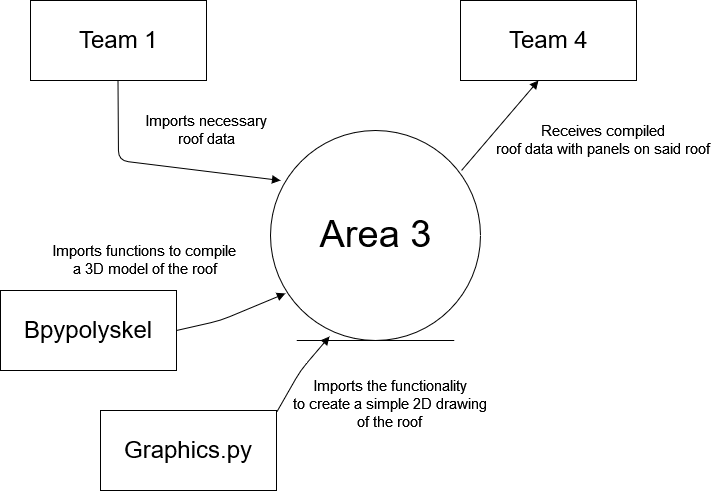 Team 1
Team 4
Imports necessary
roof data
Receives compiled
roof data with panels on said roof
Area 3
Imports functions to compile
a 3D model of the roof
Bpypolyskel
Imports the functionality
to create a simple 2D drawing
of the roof
Graphics.py